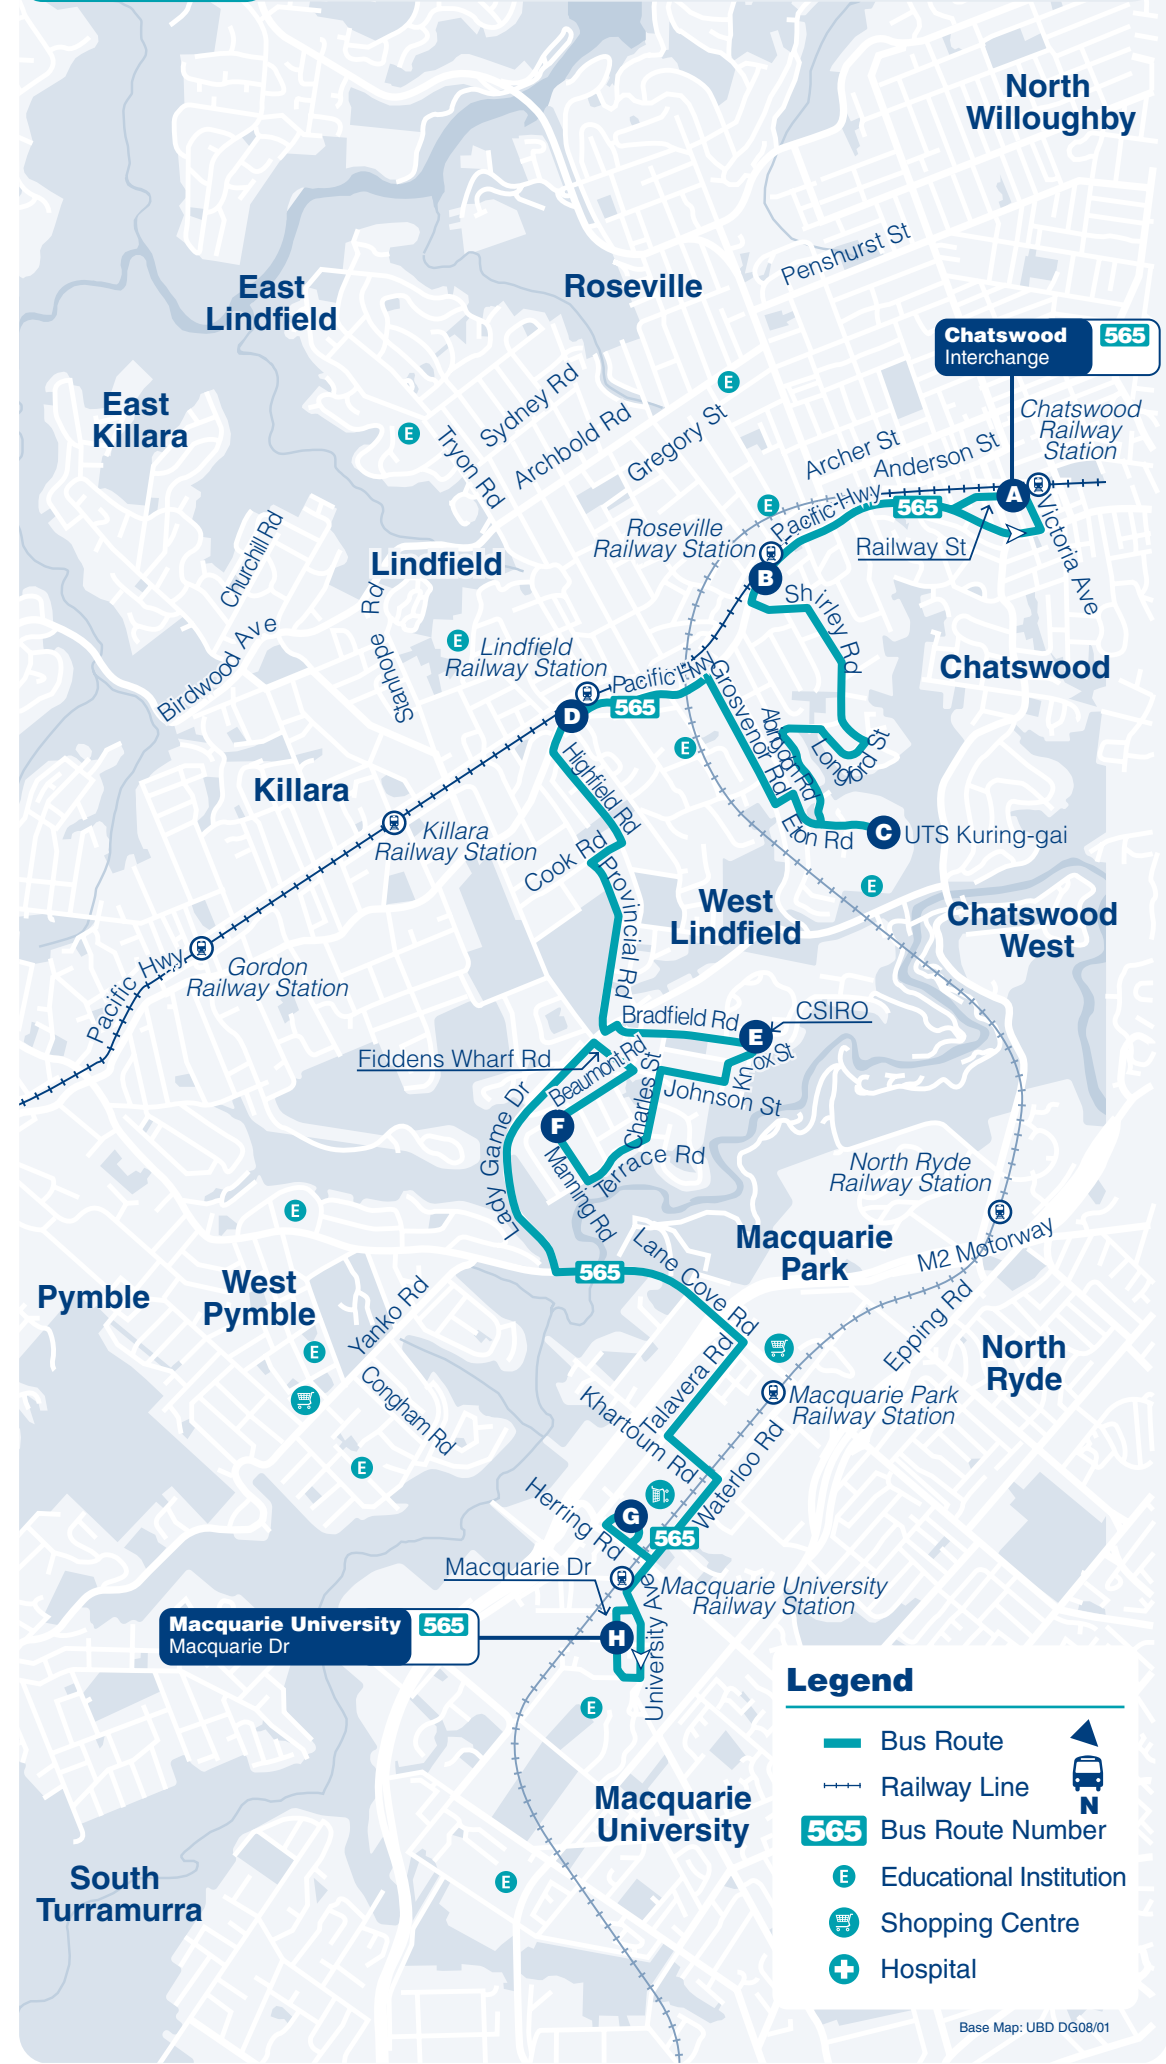 North
Willoughby
Penshurst St
East
Lindfield
Roseville
Chatswood
Interchange
565
East
Killara
Sydney Rd
Archbold Rd
Gregory St
Tryon Rd
Chatswood
Railway
Station
Archer St
Anderson St
A
Pacific Hwy
565
Victoria Ave
Railway St
Roseville
Railway Station
B
Churchill Rd
Lindfield
Shirley Rd
Stanhope Rd
Birdwood Ave
Lindfield
Railway Station
Pacific Hwy
565
D
Chatswood
Grosvenor Rd
Abingdon Rd
Longford St
Highfield Rd
Killara
Killara
Railway Station
Eton Rd
C
UTS Kuring-gai
Cook Rd
Provincial Rd
West
Lindfield
Chatswood
West
Pacific Hwy
Gordon
Railway Station
Bradfield Rd
E
CSIRO
Fiddens Wharf Rd
Beaumont Rd
Knox St
Charles St
Johnson St
Lady Game Dr
F
Terrace Rd
Manning Rd
North Ryde
Railway Station
Macquarie
Park
M2 Motorway
Lane Cove Rd
565
Pymble
West
Pymble
Yanko Rd
Epping Rd
North
Ryde
Talavera Rd
Congham Rd
Khartoum Rd
Macquarie Park
Railway Station
Waterloo Rd
Herring Rd
G
565
Macquarie Dr
Macquarie University
Railway Station
University Ave
Macquarie University
Macquarie Dr
565
H
Legend
Bus Route
Railway Line
N
565
Bus Route Number
E
Educational Institution
Shopping Centre
Hospital
Macquarie
University
South
Turramurra
Base Map: UBD DG08/01
E
E
E
E
E
E
E
E
E
E
E